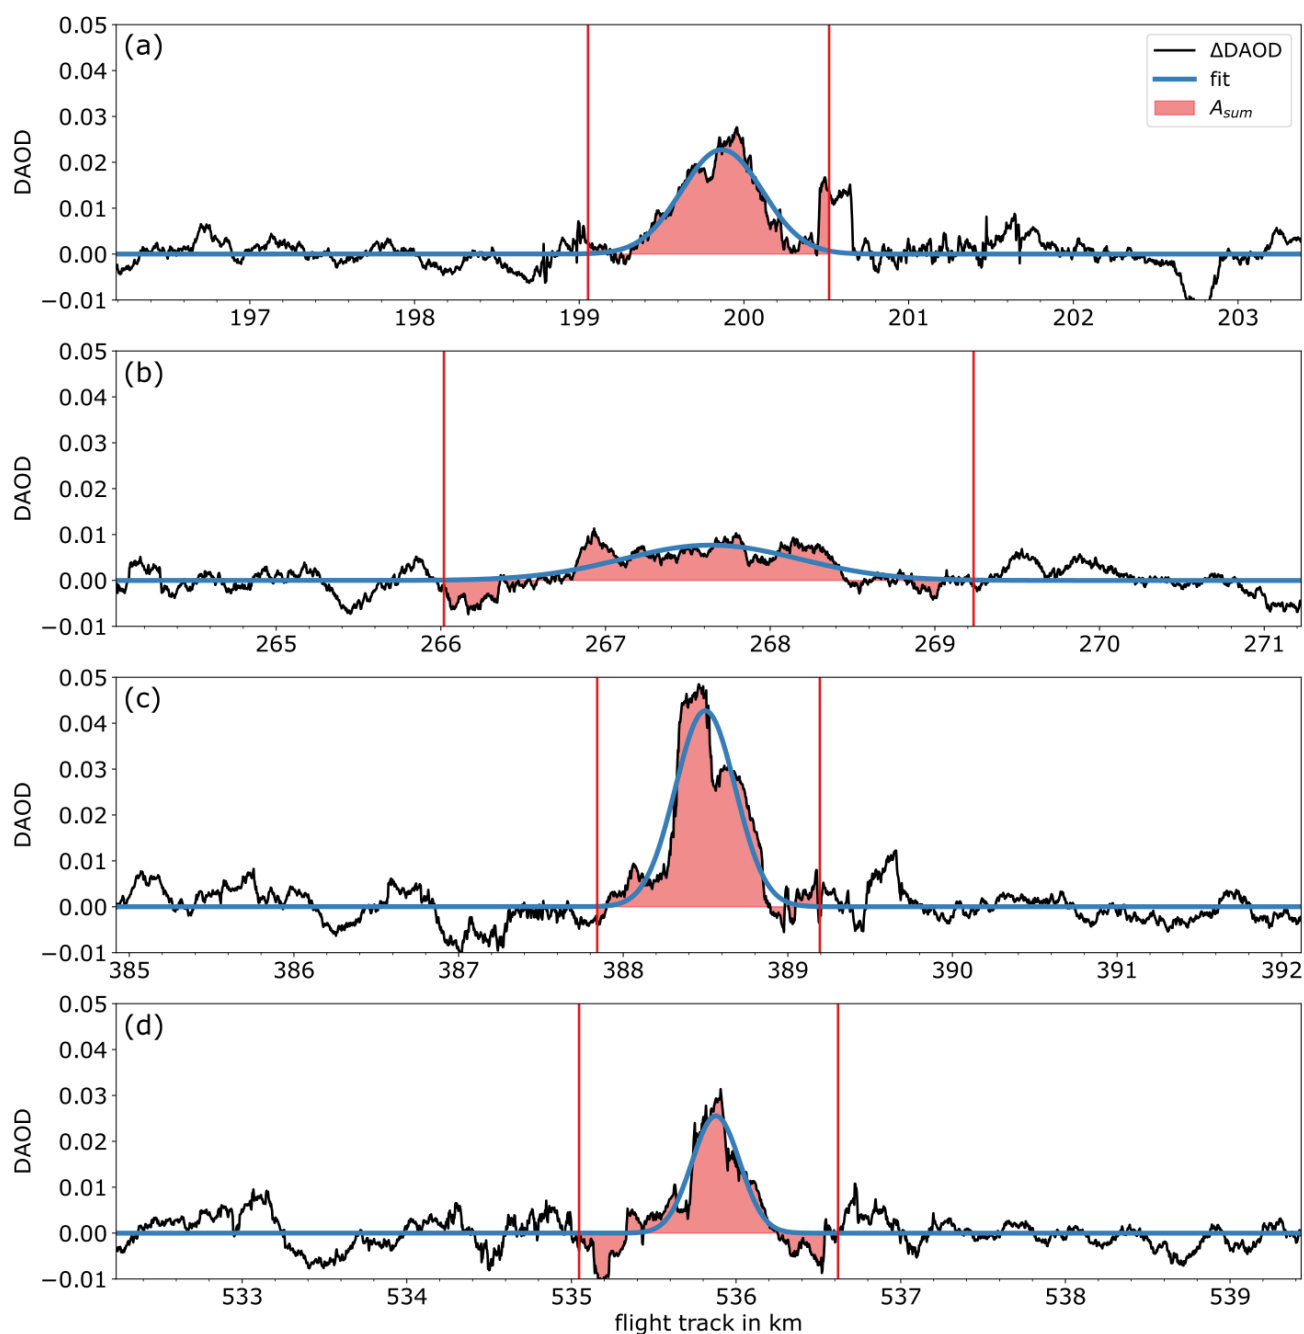 (a)
ΔDAOD
fit
A_sum
DAOD
0.05
0.04
0.03
0.02
0.01
0.00
−0.01
197 198 199 200 201 202 203
(b)
DAOD
0.05
0.04
0.03
0.02
0.01
0.00
−0.01
265 266 267 268 269 270 271
(c)
DAOD
0.05
0.04
0.03
0.02
0.01
0.00
−0.01
385 386 387 388 389 390 391 392
(d)
DAOD
0.05
0.04
0.03
0.02
0.01
0.00
−0.01
533 534 535 536 537 538 539
flight track in km